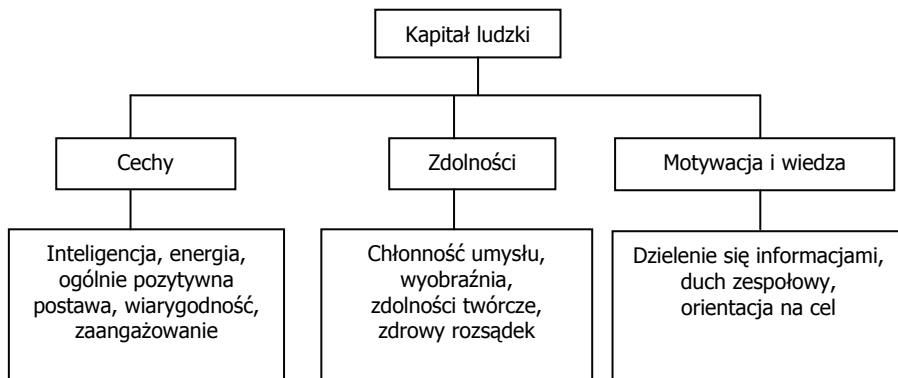 Kapitał ludzki
Cechy
Zdolności
Motywacja i wiedza
Inteligencja, energia,
ogólnie pozytywna
postawa, wiarygodność,
zaangażowanie
Chłonność umysłu,
wyobraźnia,
zdolności twórcze,
zdrowy rozsądek
Dzielenie się informacjami,
duch zespołowy,
orientacja na cel